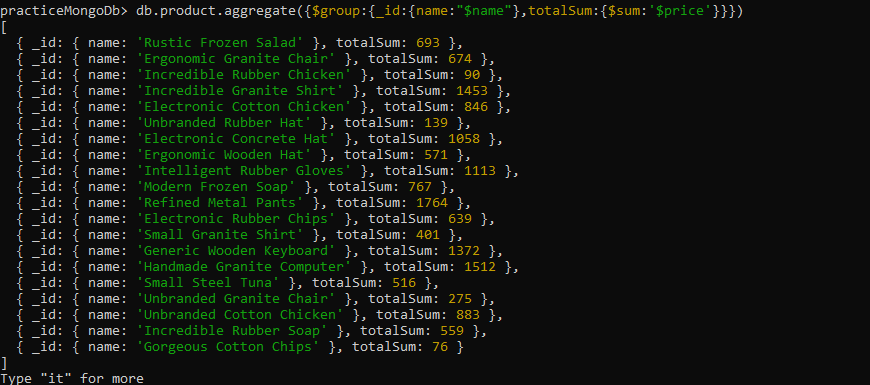 practiceMongoDb> db.product.aggregate({$group:{_id:{name:"$name"},totalSum:{$sum:'$price'}}})
[
  { _id: { name: 'Rustic Frozen Salad' }, totalSum: 693 },
  { _id: { name: 'Ergonomic Granite Chair' }, totalSum: 674 },
  { _id: { name: 'Incredible Rubber Chicken' }, totalSum: 90 },
  { _id: { name: 'Incredible Granite Shirt' }, totalSum: 1453 },
  { _id: { name: 'Electronic Cotton Chicken' }, totalSum: 846 },
  { _id: { name: 'Unbranded Rubber Hat' }, totalSum: 139 },
  { _id: { name: 'Electronic Concrete Hat' }, totalSum: 1058 },
  { _id: { name: 'Ergonomic Wooden Hat' }, totalSum: 571 },
  { _id: { name: 'Intelligent Rubber Gloves' }, totalSum: 1113 },
  { _id: { name: 'Modern Frozen Soap' }, totalSum: 767 },
  { _id: { name: 'Refined Metal Pants' }, totalSum: 1764 },
  { _id: { name: 'Electronic Rubber Chips' }, totalSum: 639 },
  { _id: { name: 'Small Granite Shirt' }, totalSum: 401 },
  { _id: { name: 'Generic Wooden Keyboard' }, totalSum: 1372 },
  { _id: { name: 'Handmade Granite Computer' }, totalSum: 1512 },
  { _id: { name: 'Small Steel Tuna' }, totalSum: 516 },
  { _id: { name: 'Unbranded Granite Chair' }, totalSum: 275 },
  { _id: { name: 'Unbranded Cotton Chicken' }, totalSum: 883 },
  { _id: { name: 'Incredible Rubber Soap' }, totalSum: 559 },
  { _id: { name: 'Gorgeous Cotton Chips' }, totalSum: 76 }
]
Type "it" for more